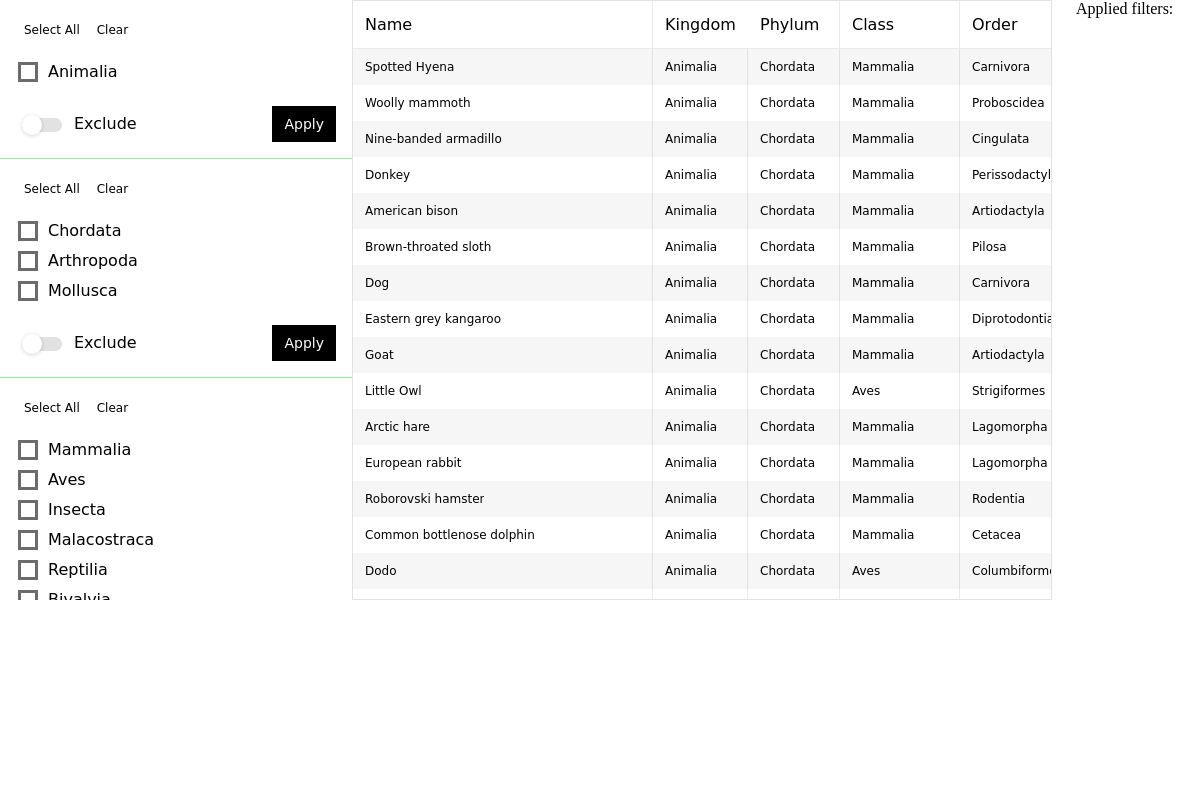 Select All Clear
Animalia
Exclude Apply
Select All Clear
Chordata
Arthropoda
Mollusca
Exclude Apply
Select All Clear
Mammalia
Aves
Insecta
Malacostraca
Reptilia
Bivalvia
Name Kingdom Phylum Class Order
Spotted Hyena Animalia Chordata Mammalia Carnivora
Woolly mammoth Animalia Chordata Mammalia Proboscidea
Nine-banded armadillo Animalia Chordata Mammalia Cingulata
Donkey Animalia Chordata Mammalia Perissodactyl
American bison Animalia Chordata Mammalia Artiodactyla
Brown-throated sloth Animalia Chordata Mammalia Pilosa
Dog Animalia Chordata Mammalia Carnivora
Eastern grey kangaroo Animalia Chordata Mammalia Diprotodontia
Goat Animalia Chordata Mammalia Artiodactyla
Little Owl Animalia Chordata Aves Strigiformes
Arctic hare Animalia Chordata Mammalia Lagomorpha
European rabbit Animalia Chordata Mammalia Lagomorpha
Roborovski hamster Animalia Chordata Mammalia Rodentia
Common bottlenose dolphin Animalia Chordata Mammalia Cetacea
Dodo Animalia Chordata Aves Columbiforme
Applied filters: